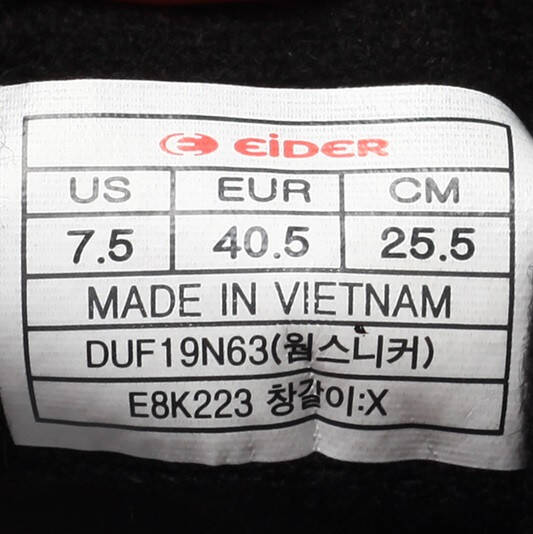 EiDER
US EUR CM
7.5 40.5 25.5
MADE IN VIETNAM
DUF19N63(웜스니커)
E8K223 창갈이:X